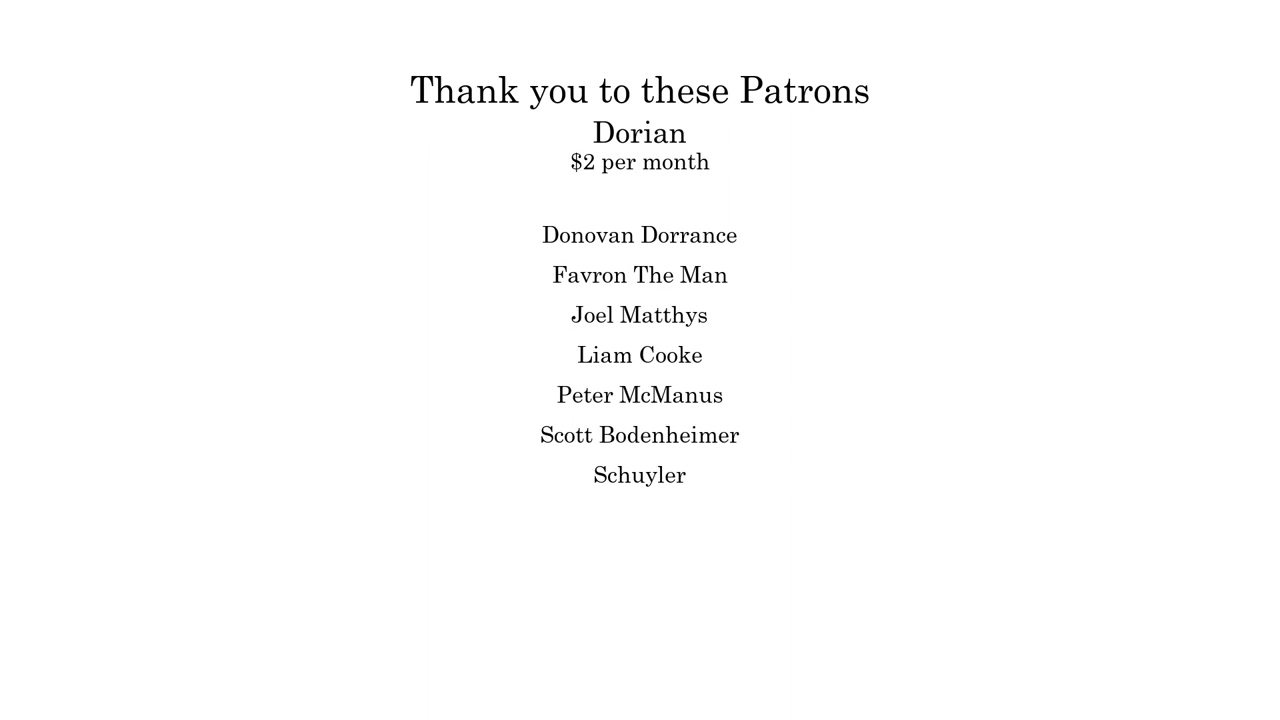 Thank you to these Patrons
Dorian
$2 per month
Donovan Dorrance
Favron The Man
Joel Matthys
Liam Cooke
Peter McManus
Scott Bodenheimer
Schuyler